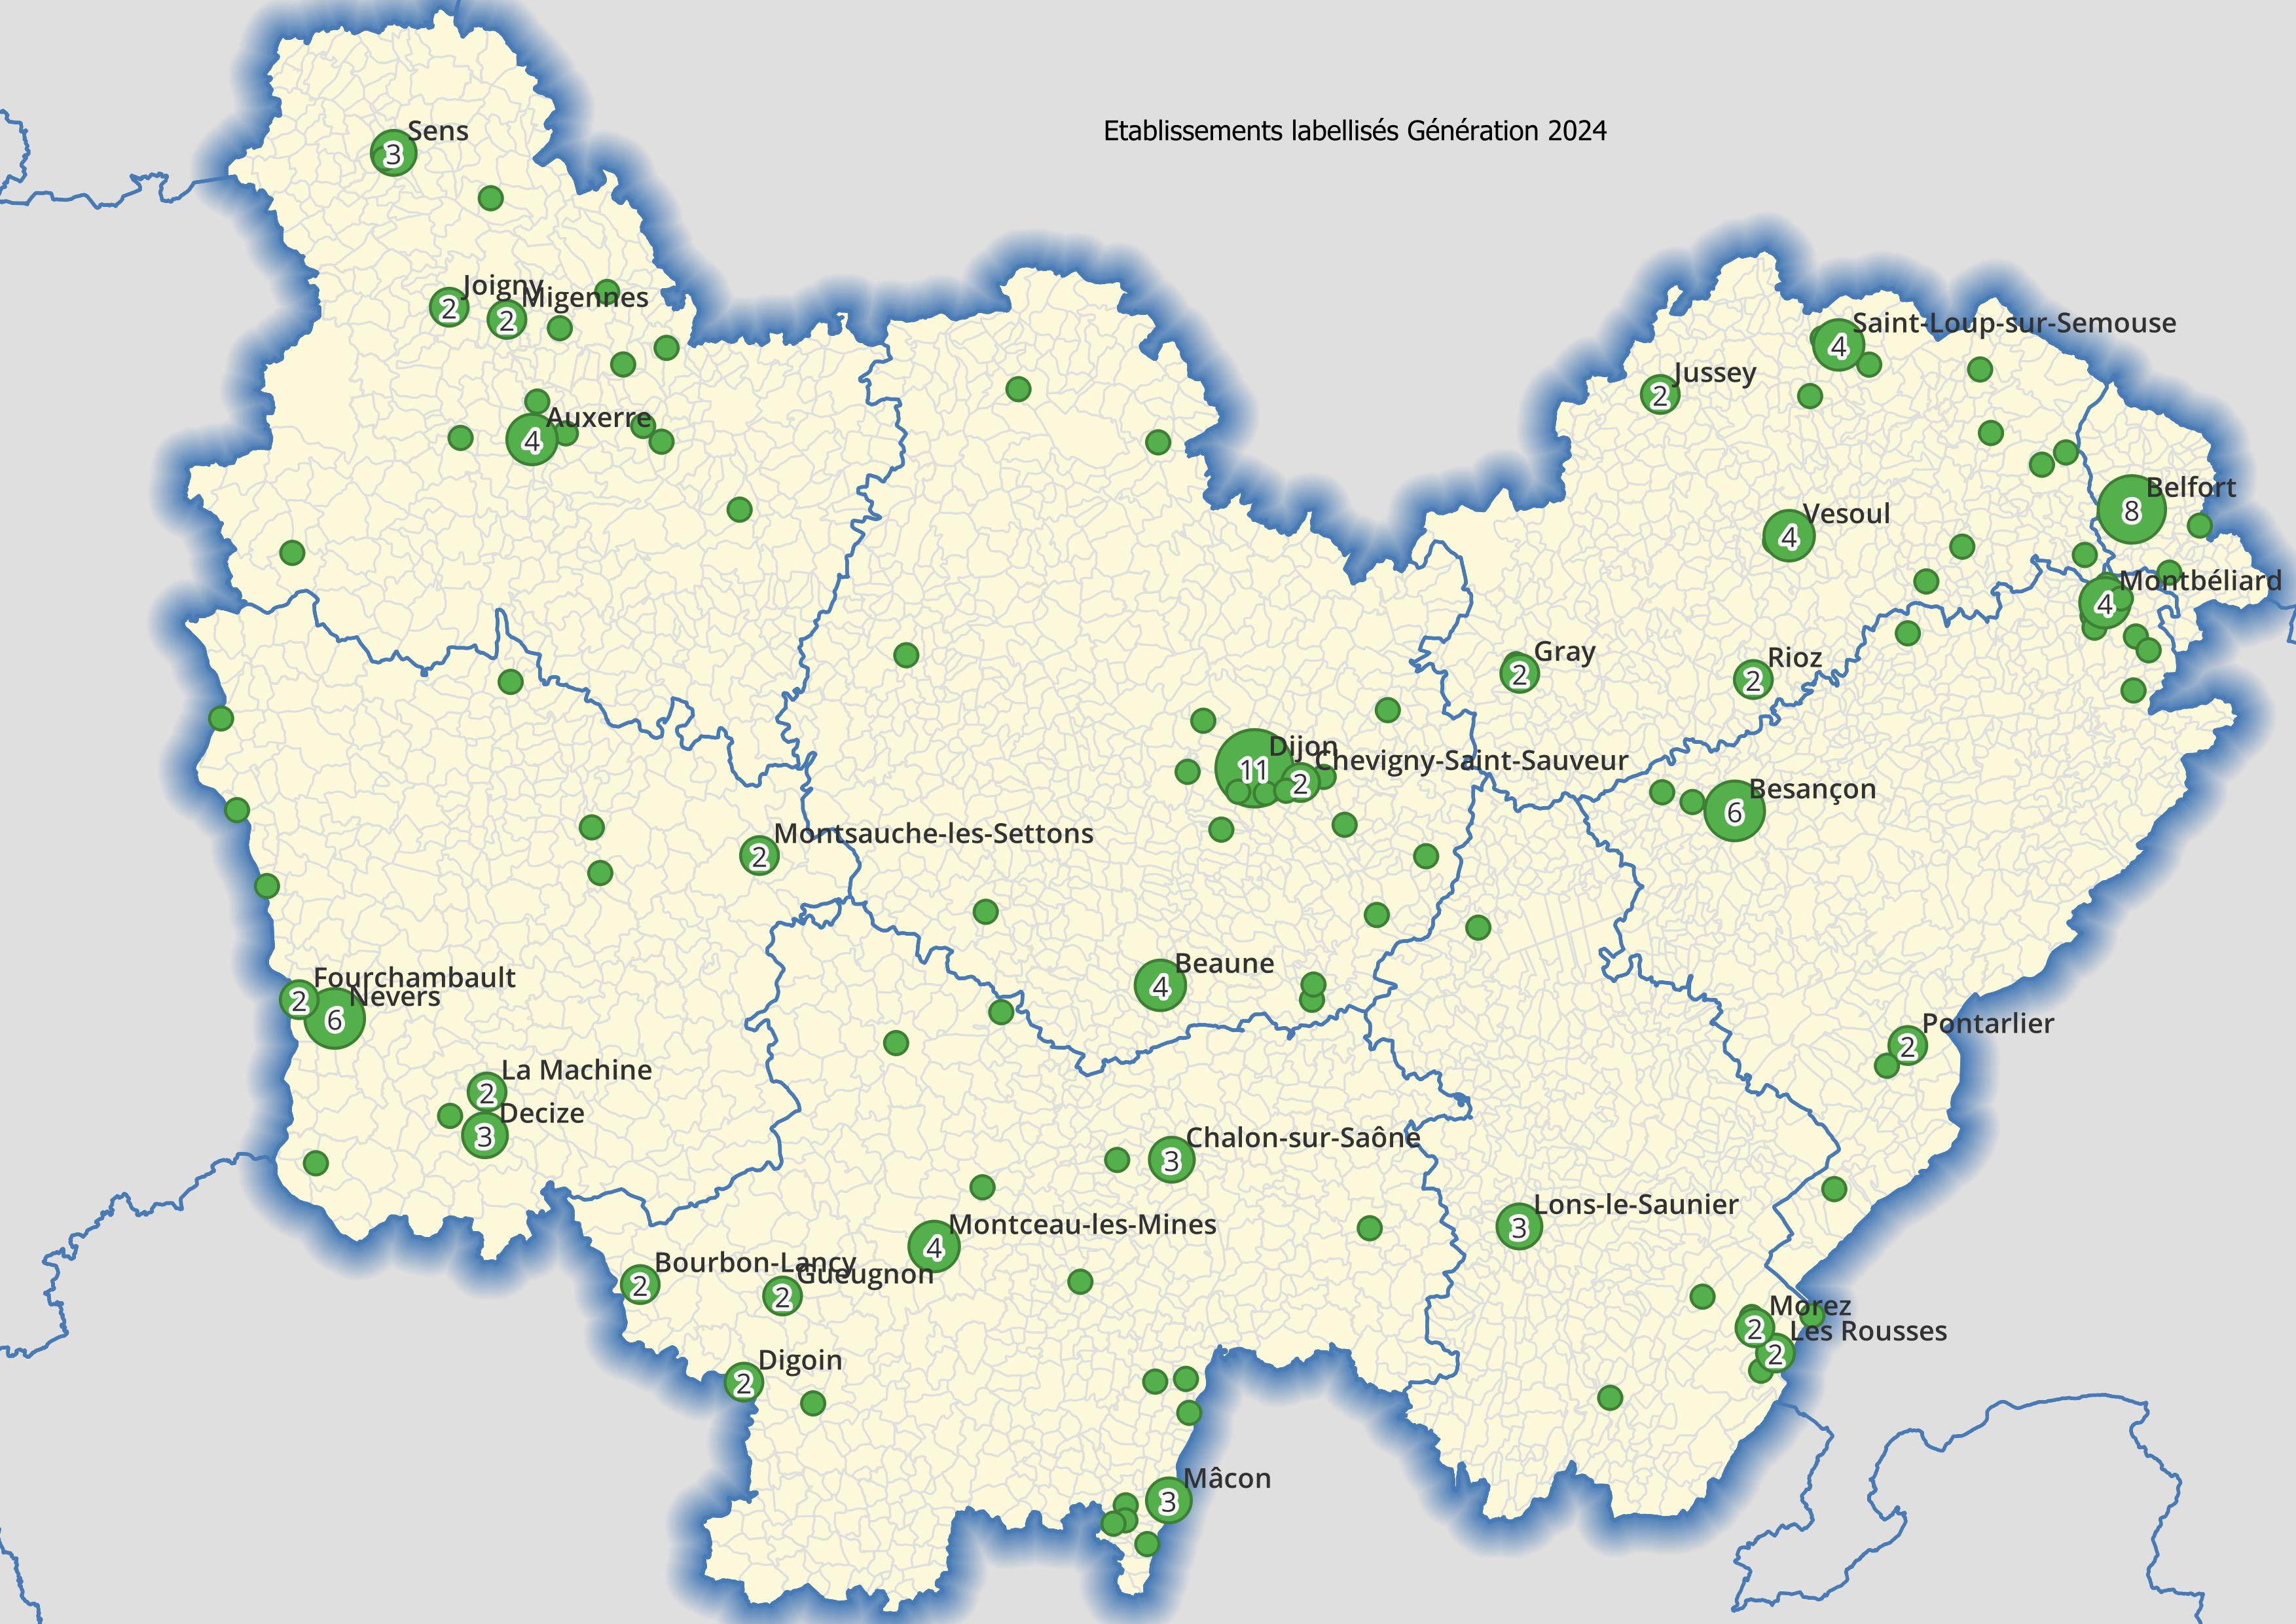 Etablissements labellisés Génération 2024
Sens
3
Joigny
2
Migennes
2
Saint-Loup-sur-Semouse
4
Jussey
2
Auxerre
4
Belfort
8
Vesoul
4
Montbéliard
4
Gray
2
Rioz
2
Dijon
11
Chevigny-Saint-Sauveur
2
Besançon
6
Montsauche-les-Settons
2
Beaune
4
Fourchambault
2
Nevers
6
Pontarlier
2
La Machine
2
Decize
3
Chalon-sur-Saône
3
Lons-le-Saunier
3
Montceau-les-Mines
4
Bourbon-Lancy
2
Gueugnon
2
Morez
2
Les Rousses
2
Digoin
2
Mâcon
3